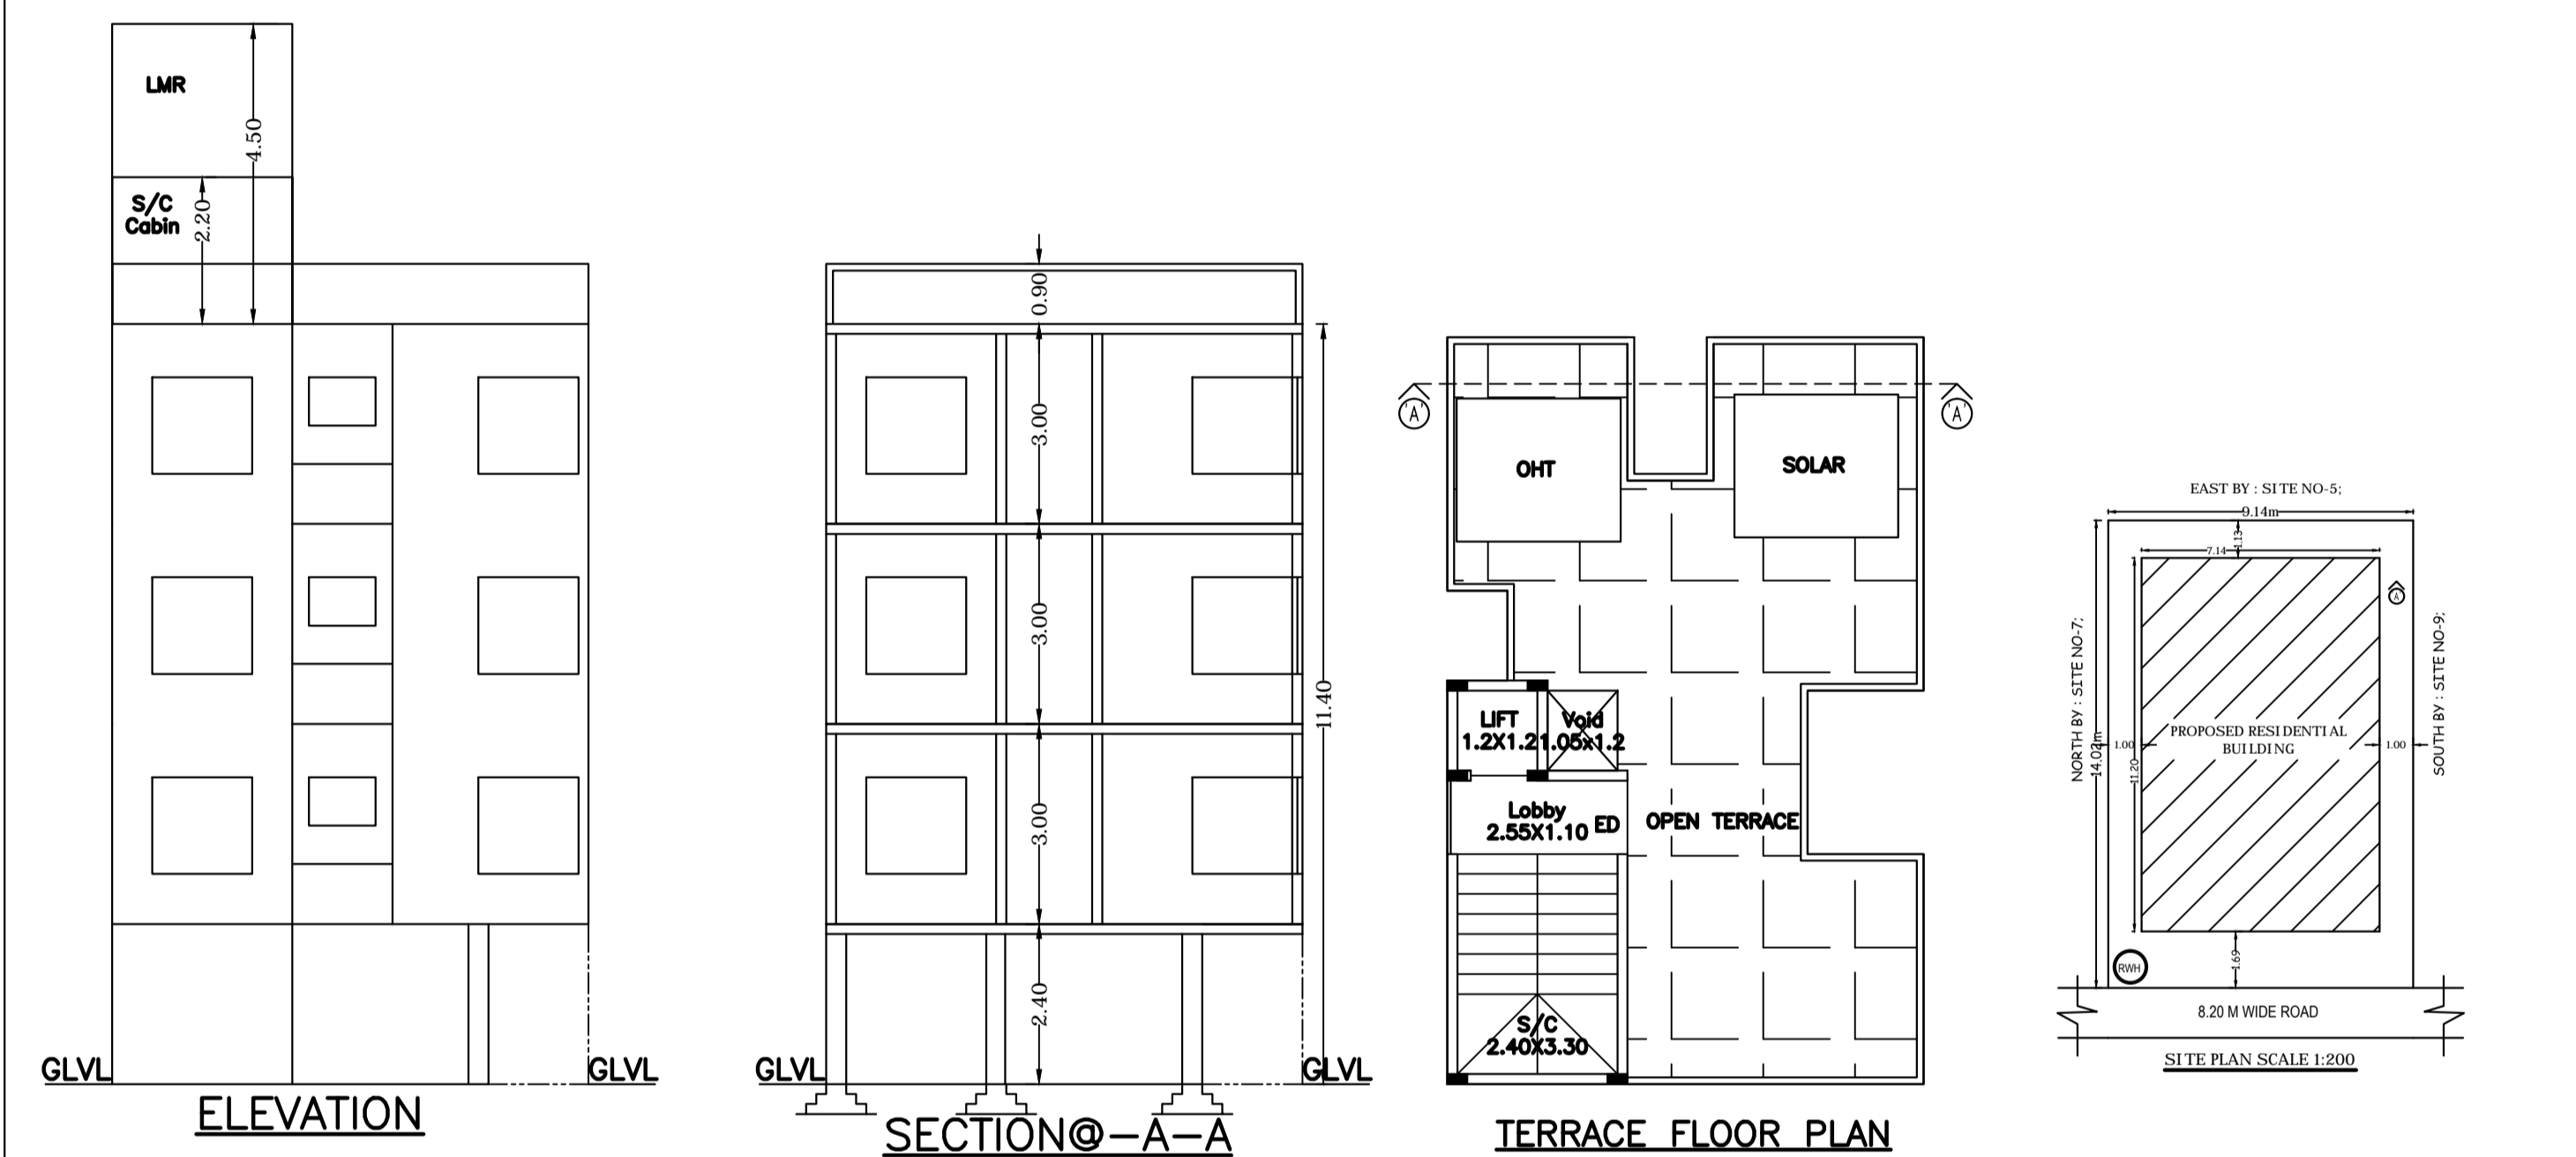 LMR
4.50
S/C
Cabin
2.20
GLVL
GLVL
ELEVATION
0.90
3.00
3.00
3.00
2.40
11.40
GLVL
GLVL
SECTION@-A-A
'A'
'A'
OHT
SOLAR
LIFT
1.2X1.2
Void
1.05x1.2
Lobby
2.55X1.10
ED
OPEN TERRACE
S/C
2.40X3.30
TERRACE FLOOR PLAN
EAST BY : SITE NO-5;
9.14m
1.13
7.14
A
NORTH BY : SITE NO-7;
14.02m
11.20
1.00
PROPOSED RESIDENTIAL
BUILDING
1.00
SOUTH BY : SITE NO-9;
RWH
1.69
8.20 M WIDE ROAD
SITE PLAN SCALE 1:200